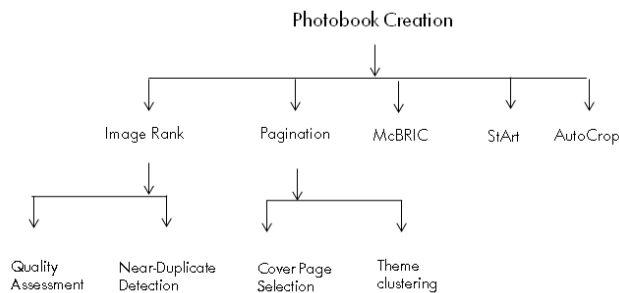 Photobook Creation
Image Rank
Pagination
McBRIC
StArt
AutoCrop
Quality
Assessment
Near-Duplicate
Detection
Cover Page
Selection
Theme
clustering